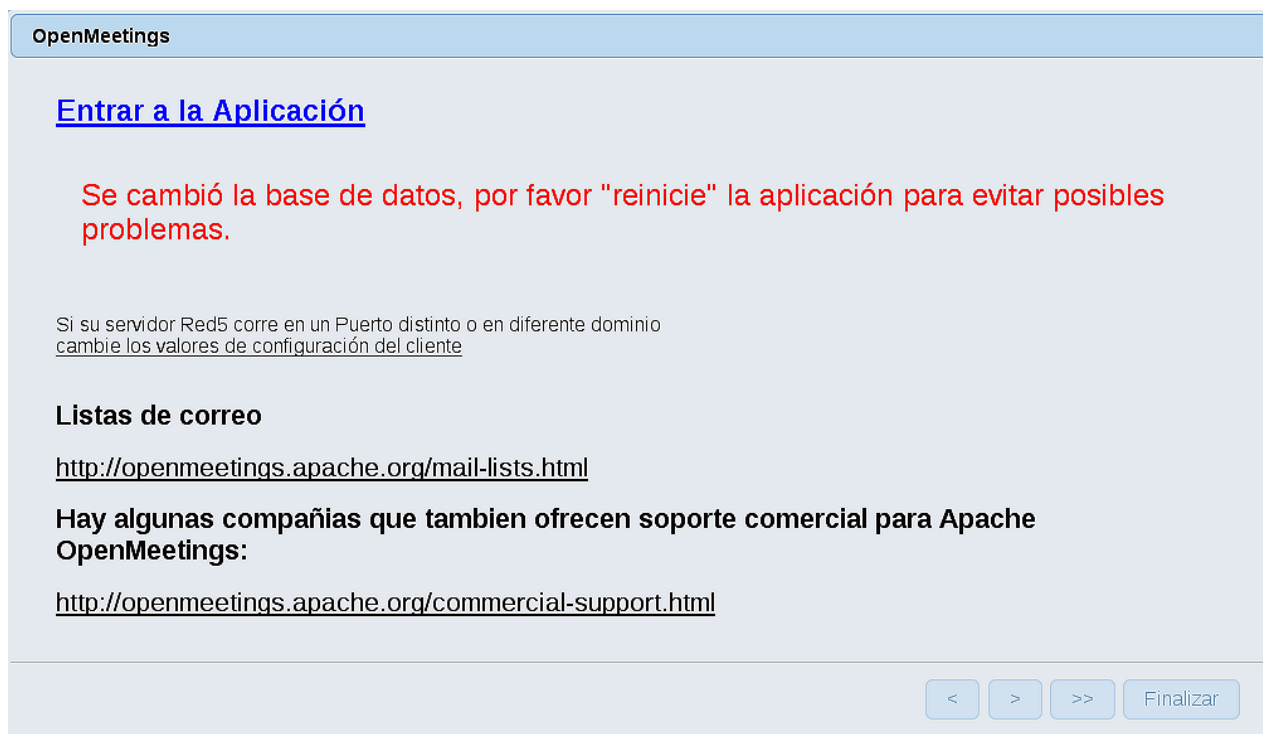 OpenMeetings
Entrar a la Aplicación
Se cambió la base de datos, por favor "reinicie" la aplicación para evitar posibles
problemas.
Si su servidor Red5 corre en un Puerto distinto o en diferente dominio
cambie los valores de configuración del cliente
Listas de correo
http://openmeetings.apache.org/mail-lists.html
Hay algunas compañias que tambien ofrecen soporte comercial para Apache
OpenMeetings:
http://openmeetings.apache.org/commercial-support.html
< > >> Finalizar